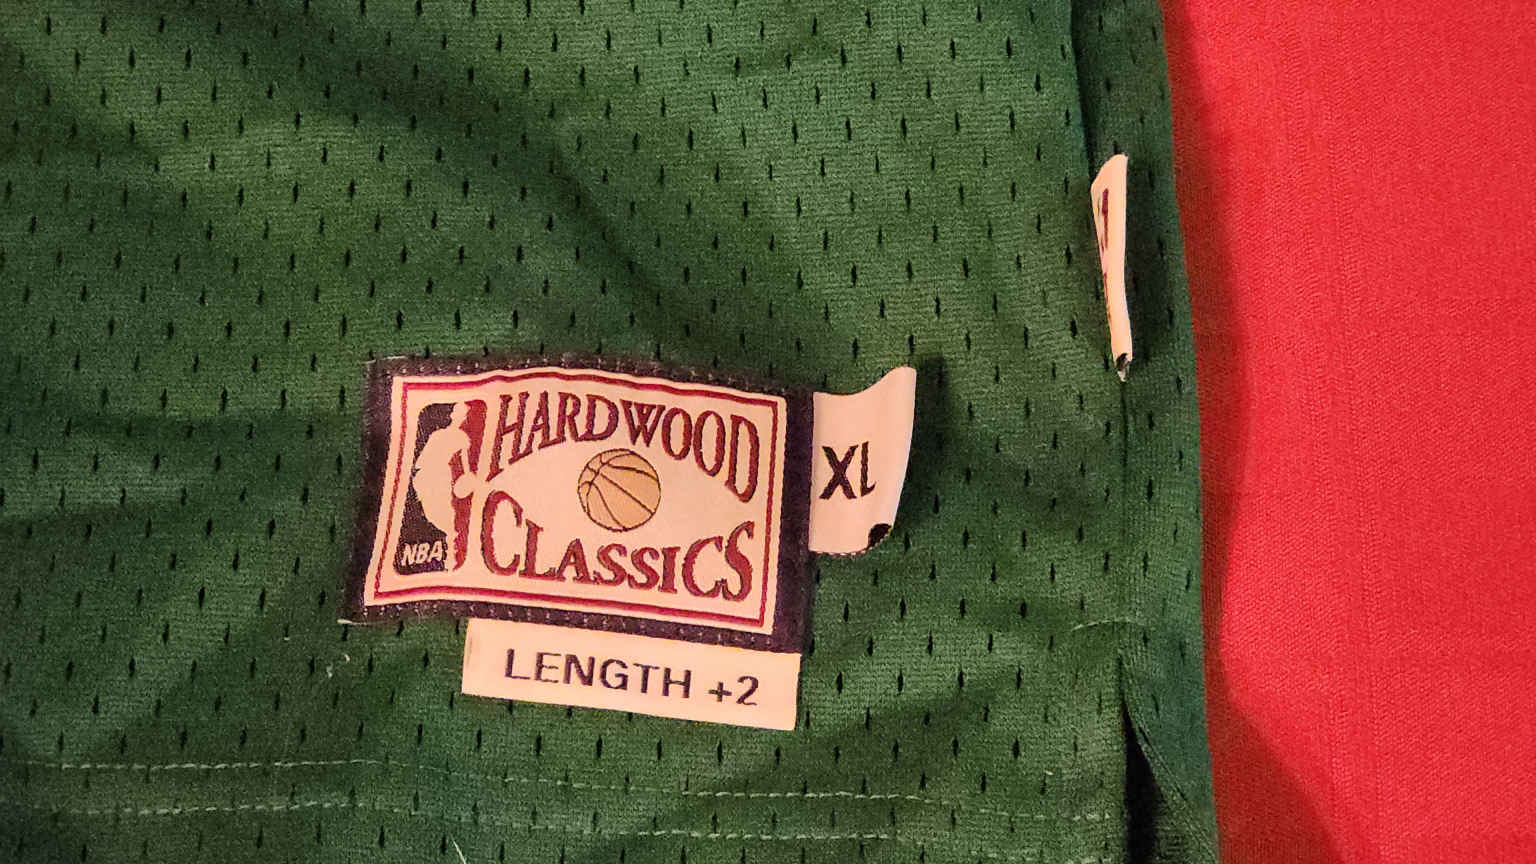 HARDWOOD
CLASSICS
NBA
XL
LENGTH +2